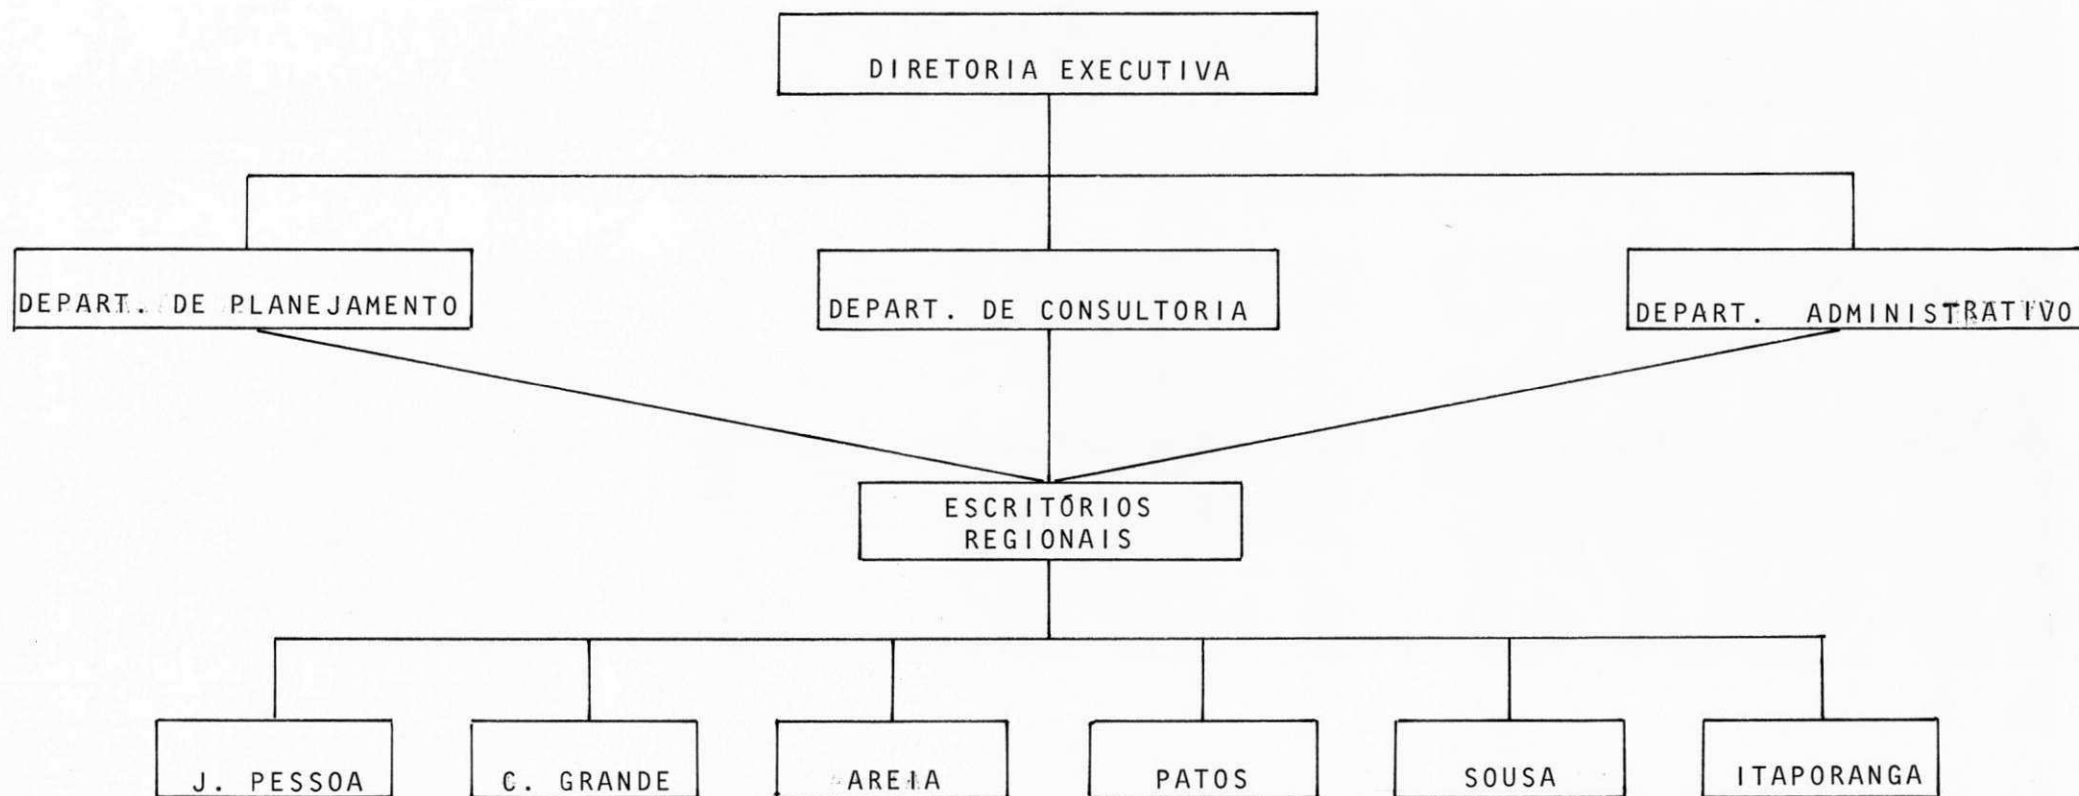 DIRETORIA EXECUTIVA
DEPART. DE PLANEJAMENTO
DEPART. DE CONSULTORIA
DEPART. ADMINISTRATIVO
ESCRITÓRIOS
REGIONAIS
J. PESSOA
C. GRANDE
AREIA
PATOS
SOUSA
ITAPORANGA